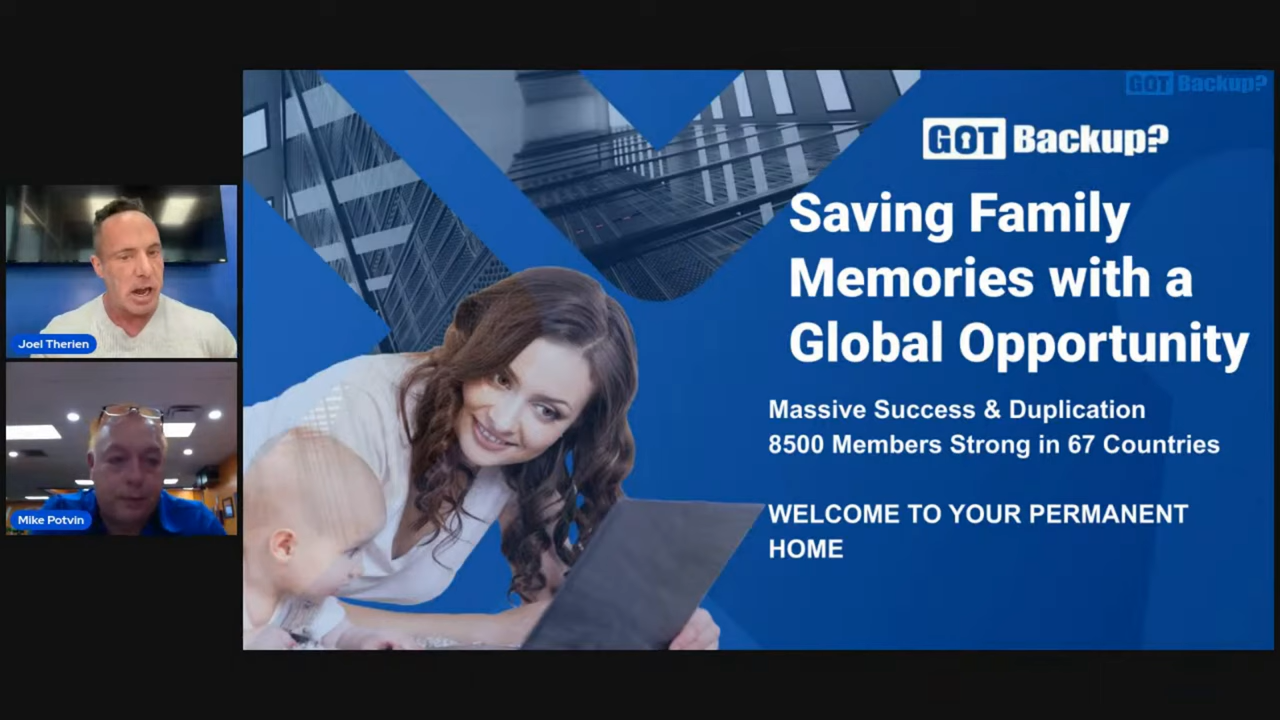 GOT Backup?
GOT Backup?
Saving Family
Memories with a
Global Opportunity
Massive Success & Duplication
8500 Members Strong in 67 Countries
WELCOME TO YOUR PERMANENT
HOME
Joel Therien
Mike Potvin